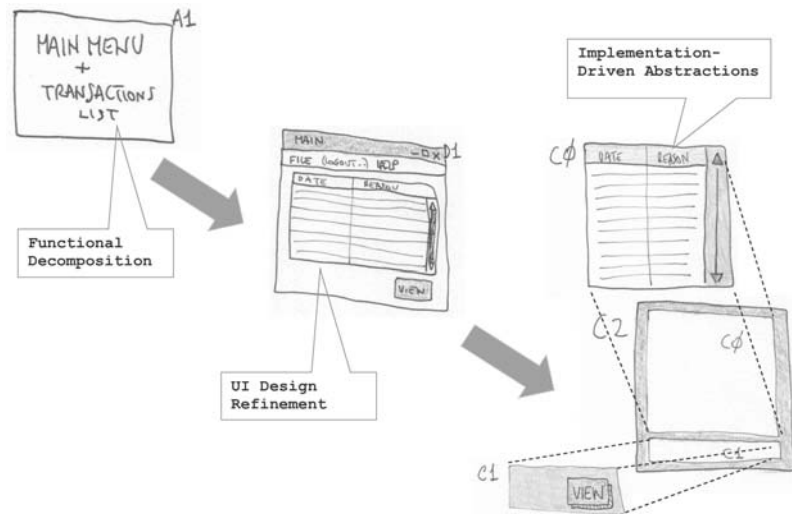 A1
MAIN MENU
+
TRANSACTIONS
LIST
Functional
Decomposition
MAIN
D1
FILE (LOGOUT..) HELP
DATE REASON
VIEW
UI Design
Refinement
Implementation-
Driven Abstractions
CØ
DATE REASON
C2
CØ
C1
C1
VIEW